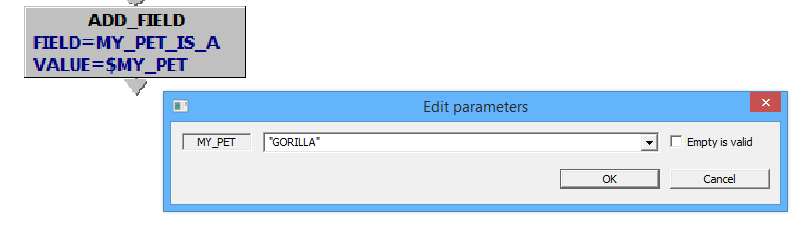 ADD_FIELD
FIELD=MY_PET_IS_A
VALUE=$MY_PET
Edit parameters
MY_PET "GORILLA" Empty is valid
OK Cancel